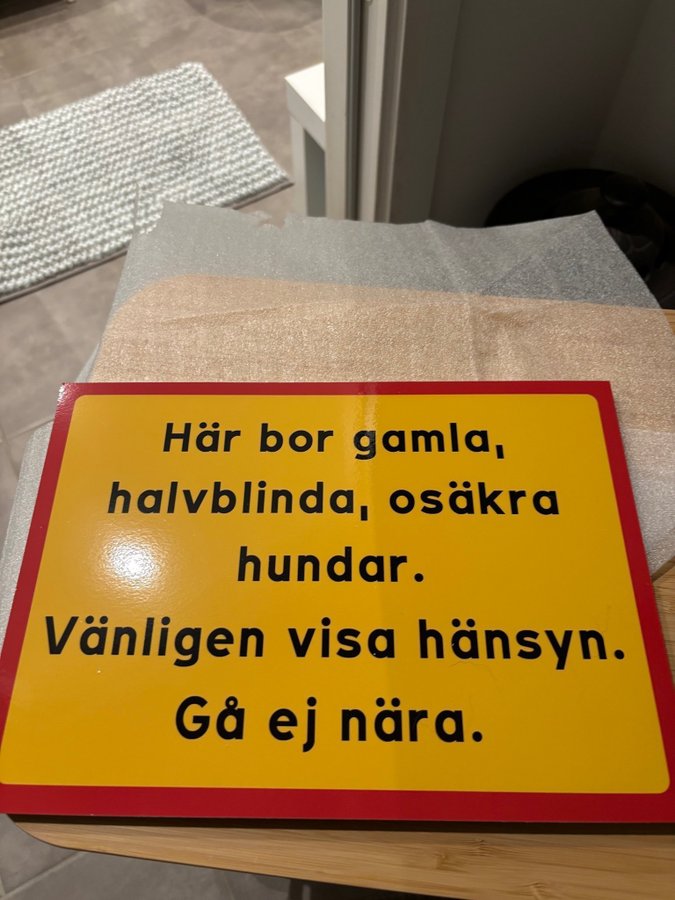 Här bor gamla,
halvblinda, osäkra
hundar.
Vänligen visa hänsyn.
Gå ej nära.